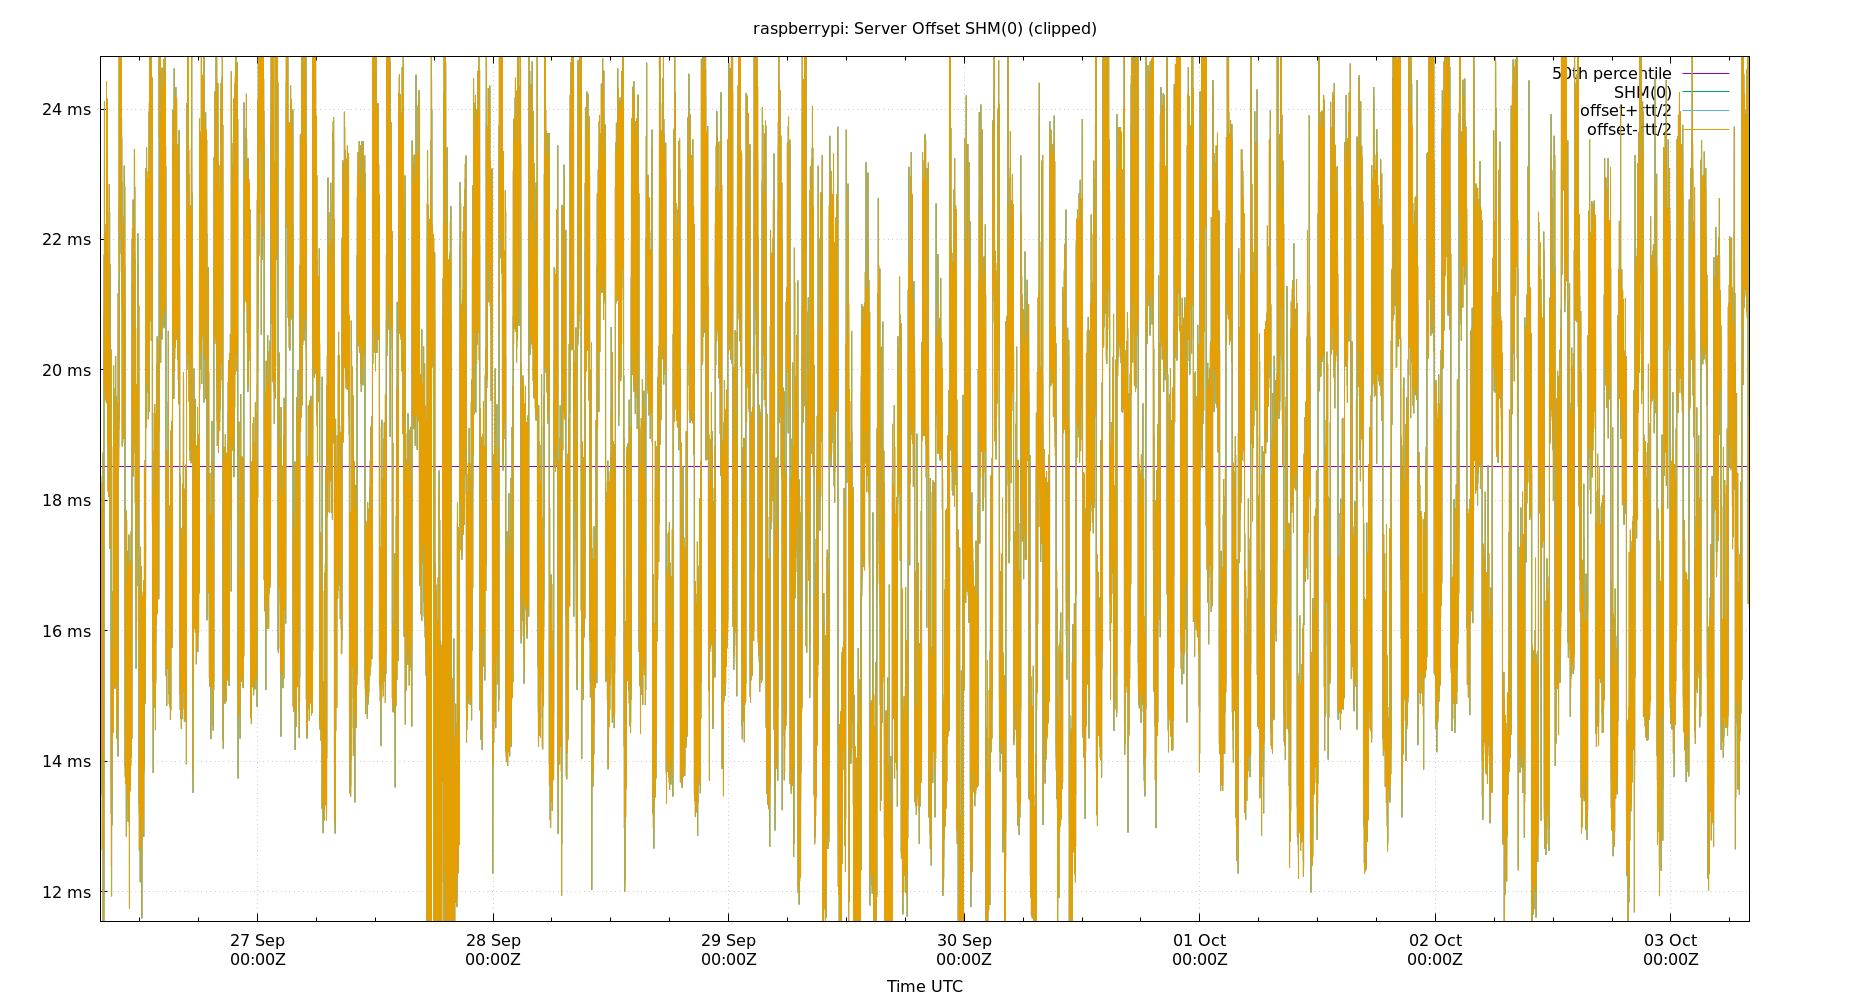 raspberrypi: Server Offset SHM(0) (clipped)
50th percentile
SHM(0)
offset+rtt/2
offset-rtt/2
24 ms
22 ms
20 ms
18 ms
16 ms
14 ms
12 ms
27 Sep
00:00Z
28 Sep
00:00Z
29 Sep
00:00Z
30 Sep
00:00Z
01 Oct
00:00Z
02 Oct
00:00Z
03 Oct
00:00Z
Time UTC